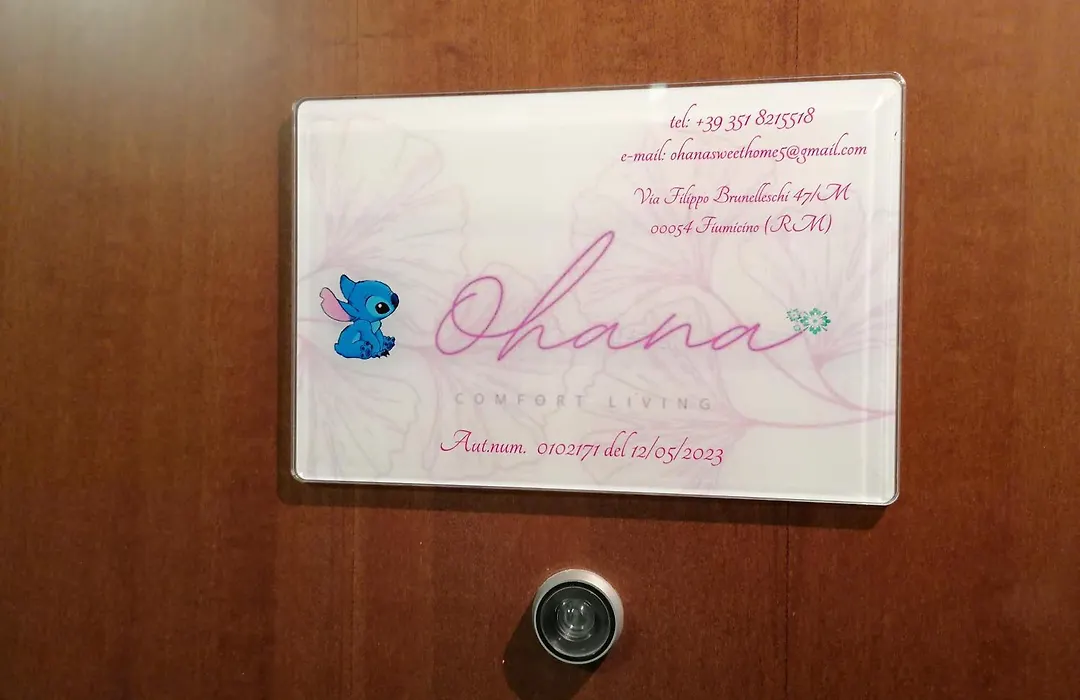 tel: +39 351 8215518
e-mail: ohanasweethome5@gmail.com
Via Filippo Brunelleschi 47/M
00054 Fiumicino (RM)
Ohana
COMFORT LIVING
Aut.num. 0102171 del 12/05/2023